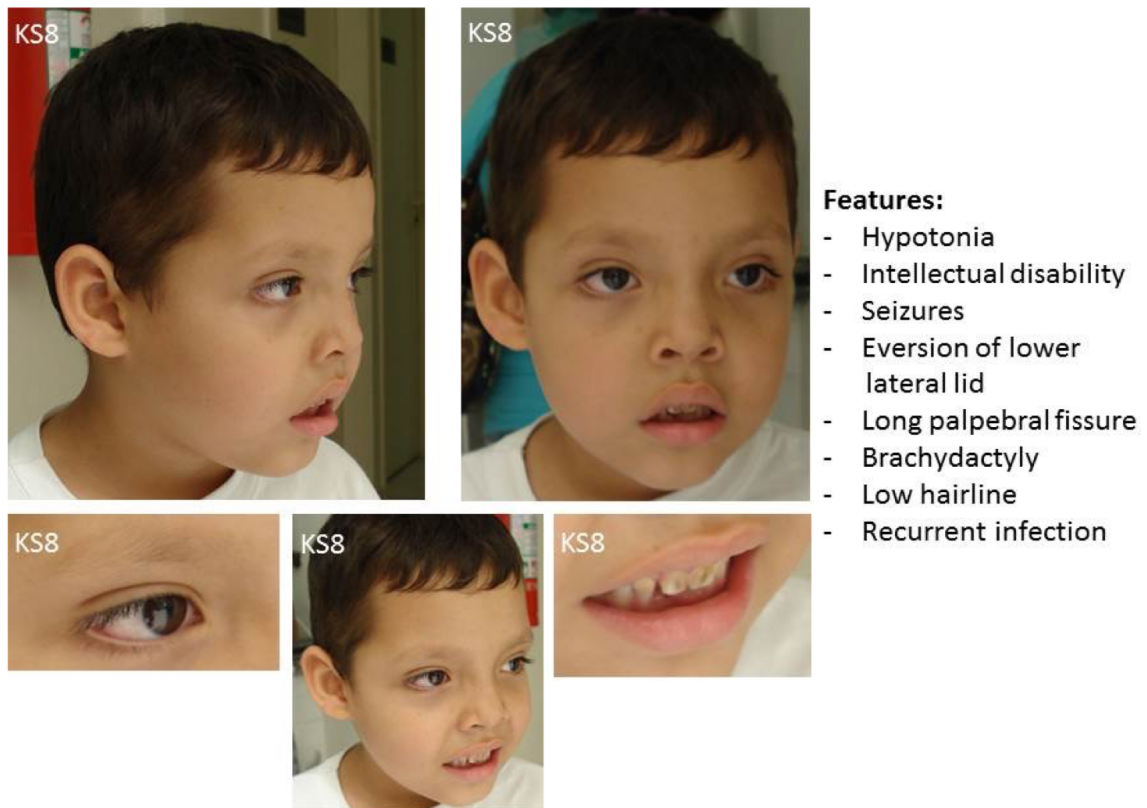 KS8
KS8
Features:
- Hypotonia
- Intellectual disability
- Seizures
- Eversion of lower
lateral lid
- Long palpebral fissure
- Brachydactyly
- Low hairline
- Recurrent infection
KS8
KS8
KS8